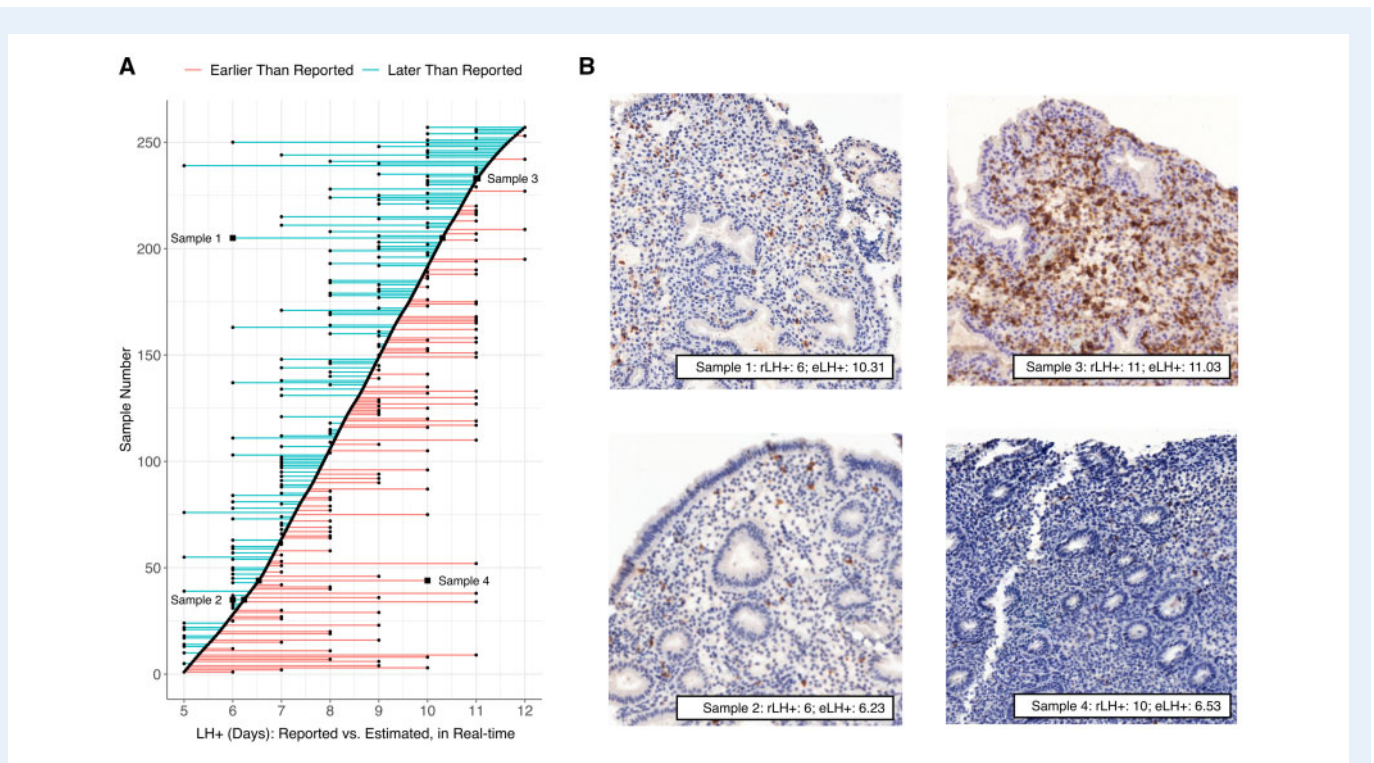 A
B
Earlier Than Reported
Later Than Reported
250
200
150
100
50
0
Sample Number
Sample 3
Sample 1
Sample 4
Sample 2
5 6 7 8 9 10 11 12
LH+ (Days): Reported vs. Estimated, in Real-time
Sample 1: rLH+: 6; eLH+: 10.31
Sample 3: rLH+: 11; eLH+: 11.03
Sample 2: rLH+: 6; eLH+: 6.23
Sample 4: rLH+: 10; eLH+: 6.53